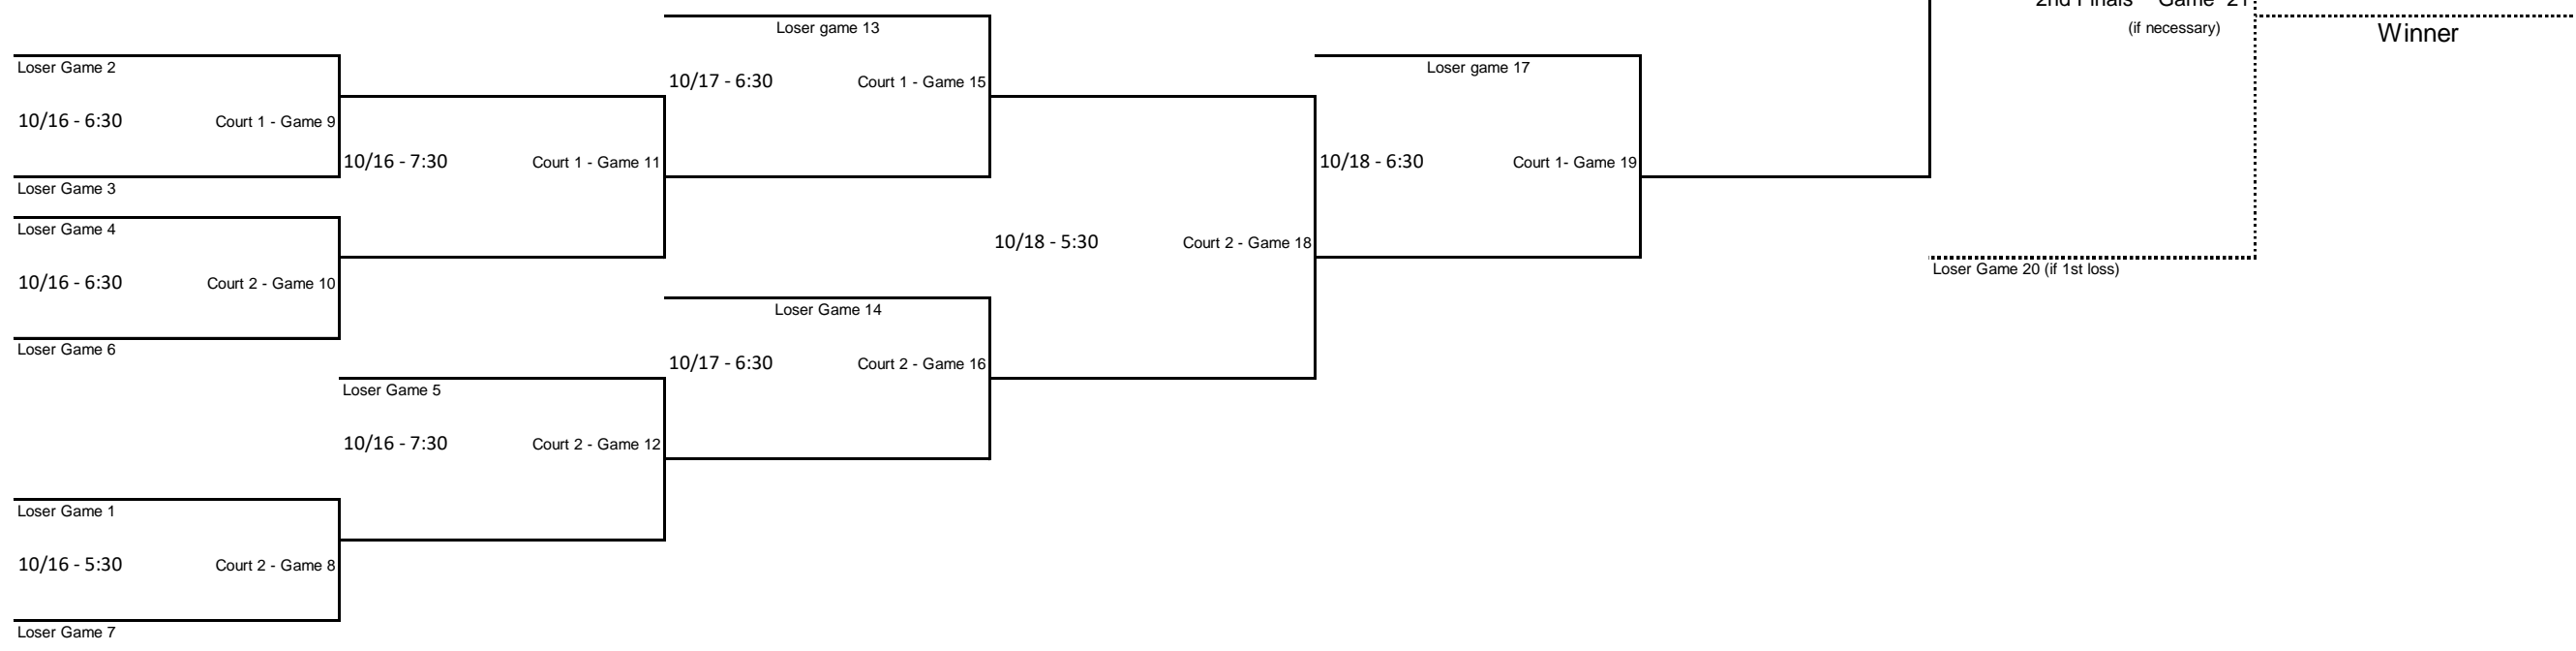 2nd Finals - Game 21
(if necessary)
Winner
Loser game 13
10/17 - 6:30 Court 1 - Game 15
Loser Game 2
10/16 - 6:30 Court 1 - Game 9
Loser Game 3
10/16 - 7:30 Court 1 - Game 11
Loser game 17
10/18 - 6:30 Court 1- Game 19
Loser Game 4
10/16 - 6:30 Court 2 - Game 10
Loser Game 6
10/18 - 5:30 Court 2 - Game 18
Loser Game 20 (if 1st loss)
Loser Game 14
10/17 - 6:30 Court 2 - Game 16
Loser Game 5
10/16 - 7:30 Court 2 - Game 12
Loser Game 1
10/16 - 5:30 Court 2 - Game 8
Loser Game 7